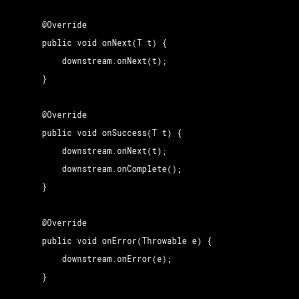 @Override
public void onNext(T t) {
downstream.onNext(t);
}
@Override
public void onSuccess(T t) {
downstream.onNext(t);
downstream.onComplete();
}
@Override
public void onError(Throwable e) {
downstream.onError(e);
}